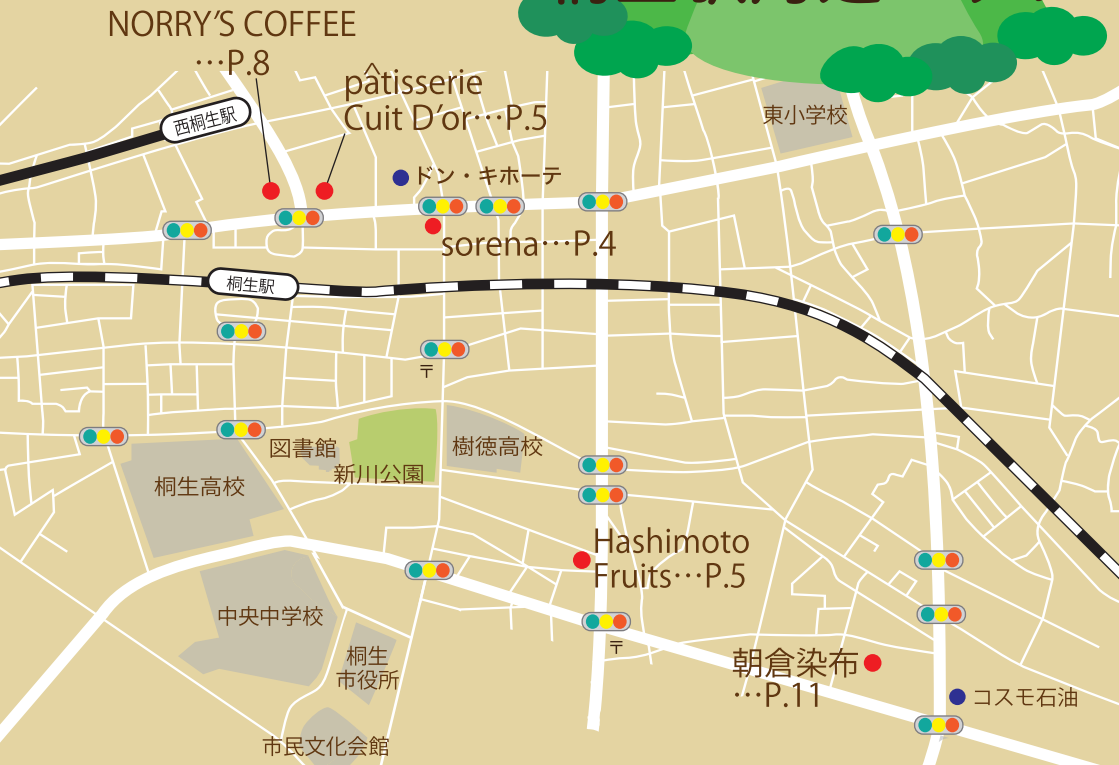 NORRY'S COFFEE
…P.8
pâtisserie
Cuit D'or…P.5
東小学校
西桐生駅
ドン・キホーテ
sorena…P.4
桐生駅
〒
図書館
樹徳高校
新川公園
桐生高校
Hashimoto
Fruits…P.5
中央中学校
〒
桐生
市役所
朝倉染布
…P.11
コスモ石油
市民文化会館